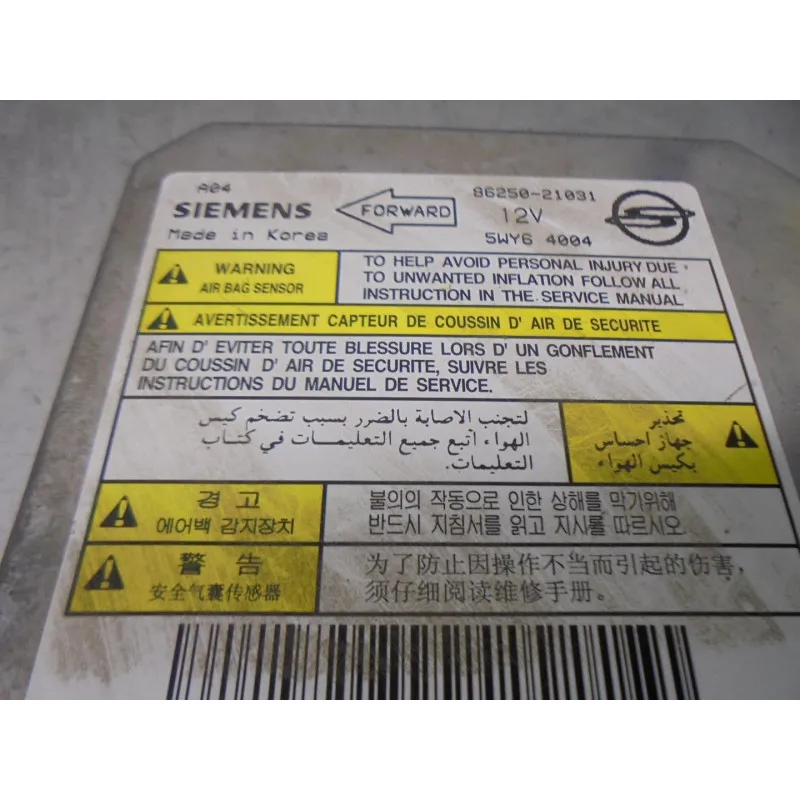 A04
SIEMENS
Made in Korea
FORWARD
86250-21031
12V
5WY6 4004
WARNING
AIR BAG SENSOR
TO HELP AVOID PERSONAL INJURY DUE
TO UNWANTED INFLATION FOLLOW ALL
INSTRUCTION IN THE SERVICE MANUAL
AVERTISSEMENT CAPTEUR DE COUSSIN D' AIR DE SECURITE
AFIN D' EVITER TOUTE BLESSURE LORS D' UN GONFLEMENT
DU COUSSIN D' AIR DE SECURITE, SUIVRE LES
INSTRUCTIONS DU MANUEL DE SERVICE.
تحذير
جهاز احساس
بكيس الهواء
لتجنب الاصابة بالضرر بسبب تضخم كيس
الهواء اتبع جميع التعليمات في كتاب
التعليمات.
경 고
에어백 감지장치
불의의 작동으로 인한 상해를 막기위해
반드시 지침서를 읽고 지시를 따르시오.
警 告
安全气囊传感器
为了防止因操作不当而引起的伤害,
须仔细阅读维修手册。